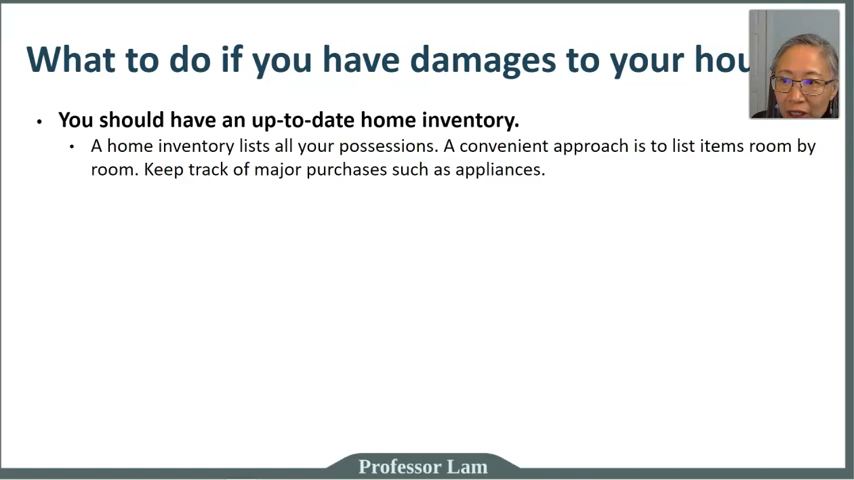 What to do if you have damages to your
• You should have an up-to-date home inventory.
• A home inventory lists all your possessions. A convenient approach is to list items room by
room. Keep track of major purchases such as appliances.
Professor Lam